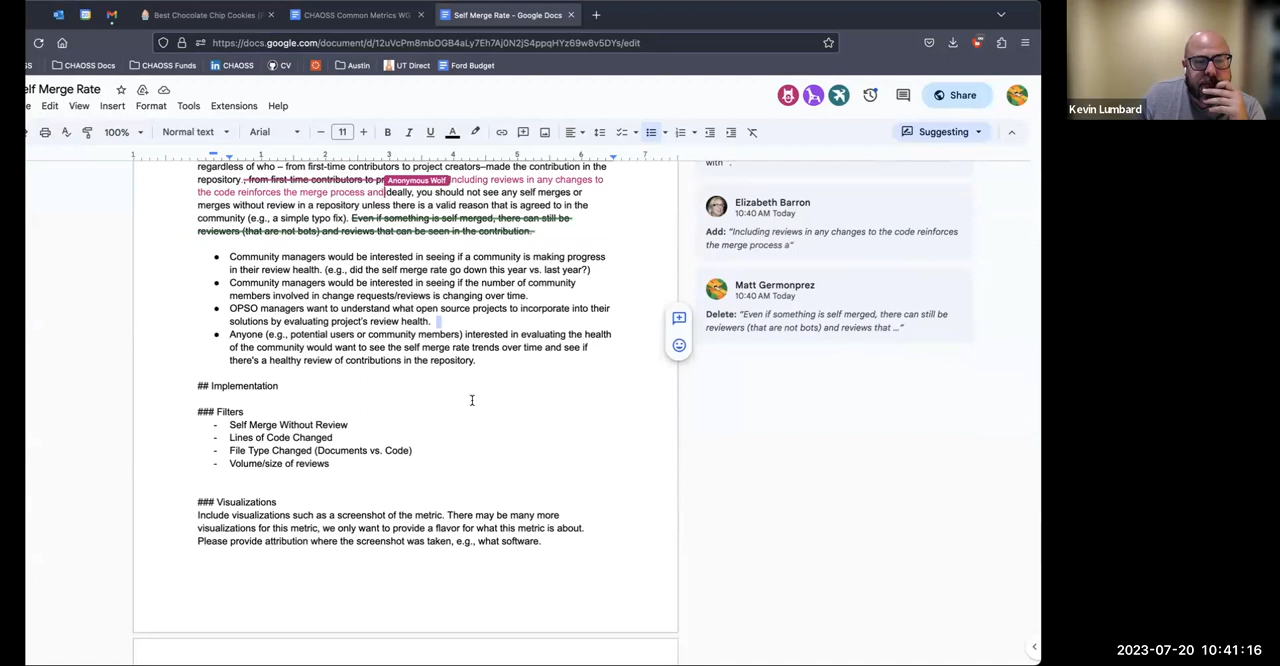 Best Chocolate Chip Cookies (
CHAOSS Common Metrics WG
Self Merge Rate - Google Docs
https://docs.google.com/document/d/12uVcPm8mbOGB4aLy7Eh7Aj0N2jS4ppqHYz69w8v5DYs/edit
CHAOSS Docs
CHAOSS Funds
CHAOSS
CV
Austin
UT Direct
Ford Budget
Kevin Lumbard
elf Merge Rate
Edit View Insert Format Tools Extensions Help
Share
100% Normal text Arial 11 Suggesting
1 1 2 3 4 5 6 7
regardless of who – from first-time contributors to project creators–made the contribution in the
repository , from first-time contributors to pr Anonymous Wolf including reviews in any changes to
the code reinforces the merge process and ideally, you should not see any self merges or
merges without review in a repository unless there is a valid reason that is agreed to in the
community (e.g., a simple typo fix). Even if something is self merged, there can still be
reviewers (that are not bots) and reviews that can be seen in the contribution.
● Community managers would be interested in seeing if a community is making progress
in their review health. (e.g., did the self merge rate go down this year vs. last year?)
● Community managers would be interested in seeing if the number of community
members involved in change requests/reviews is changing over time.
● OPSO managers want to understand what open source projects to incorporate into their
solutions by evaluating project's review health.
● Anyone (e.g., potential users or community members) interested in evaluating the health
of the community would want to see the self merge rate trends over time and see if
there's a healthy review of contributions in the repository.
## Implementation
### Filters
- Self Merge Without Review
- Lines of Code Changed
- File Type Changed (Documents vs. Code)
- Volume/size of reviews
### Visualizations
Include visualizations such as a screenshot of the metric. There may be many more
visualizations for this metric, we only want to provide a flavor for what this metric is about.
Please provide attribution where the screenshot was taken, e.g., what software.
with ".
Elizabeth Barron
10:40 AM Today
Add: "Including reviews in any changes to the code reinforces
the merge process a"
Matt Germonprez
10:40 AM Today
Delete: "Even if something is self merged, there can still be
reviewers (that are not bots) and reviews that ..."
2023-07-20 10:41:16